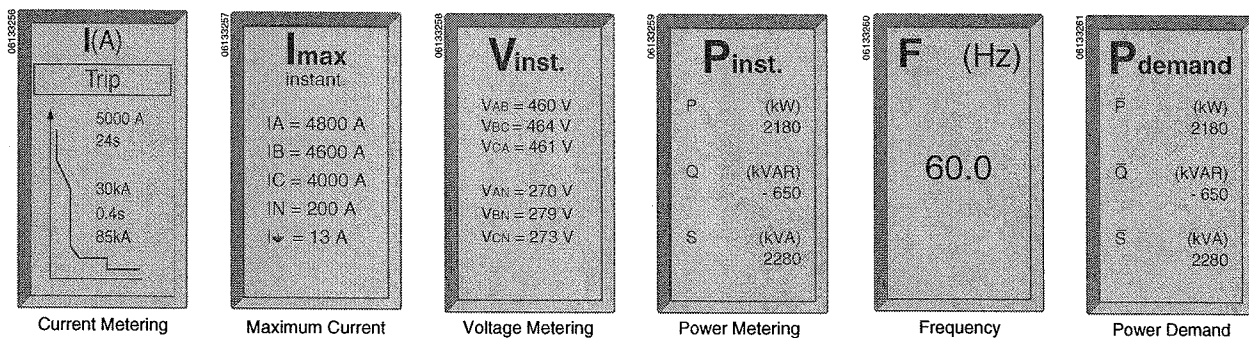 06133256
I(A)
Trip
5000 A
24s
30kA
0.4s
85kA
Current Metering
06133257
Imax
instant.
IA = 4800 A
IB = 4600 A
IC = 4000 A
IN = 200 A
I⏚ = 13 A
Maximum Current
06133258
Vinst.
VAB = 460 V
VBC = 464 V
VCA = 461 V
VAN = 270 V
VBN = 279 V
VCN = 273 V
Voltage Metering
06133259
Pinst.
P (kW)
2180
Q (kVAR)
- 650
S (kVA)
2280
Power Metering
06133260
F (Hz)
60.0
Frequency
06133261
Pdemand
P̅ (kW)
2180
Q̅ (kVAR)
- 650
S̅ (kVA)
2280
Power Demand